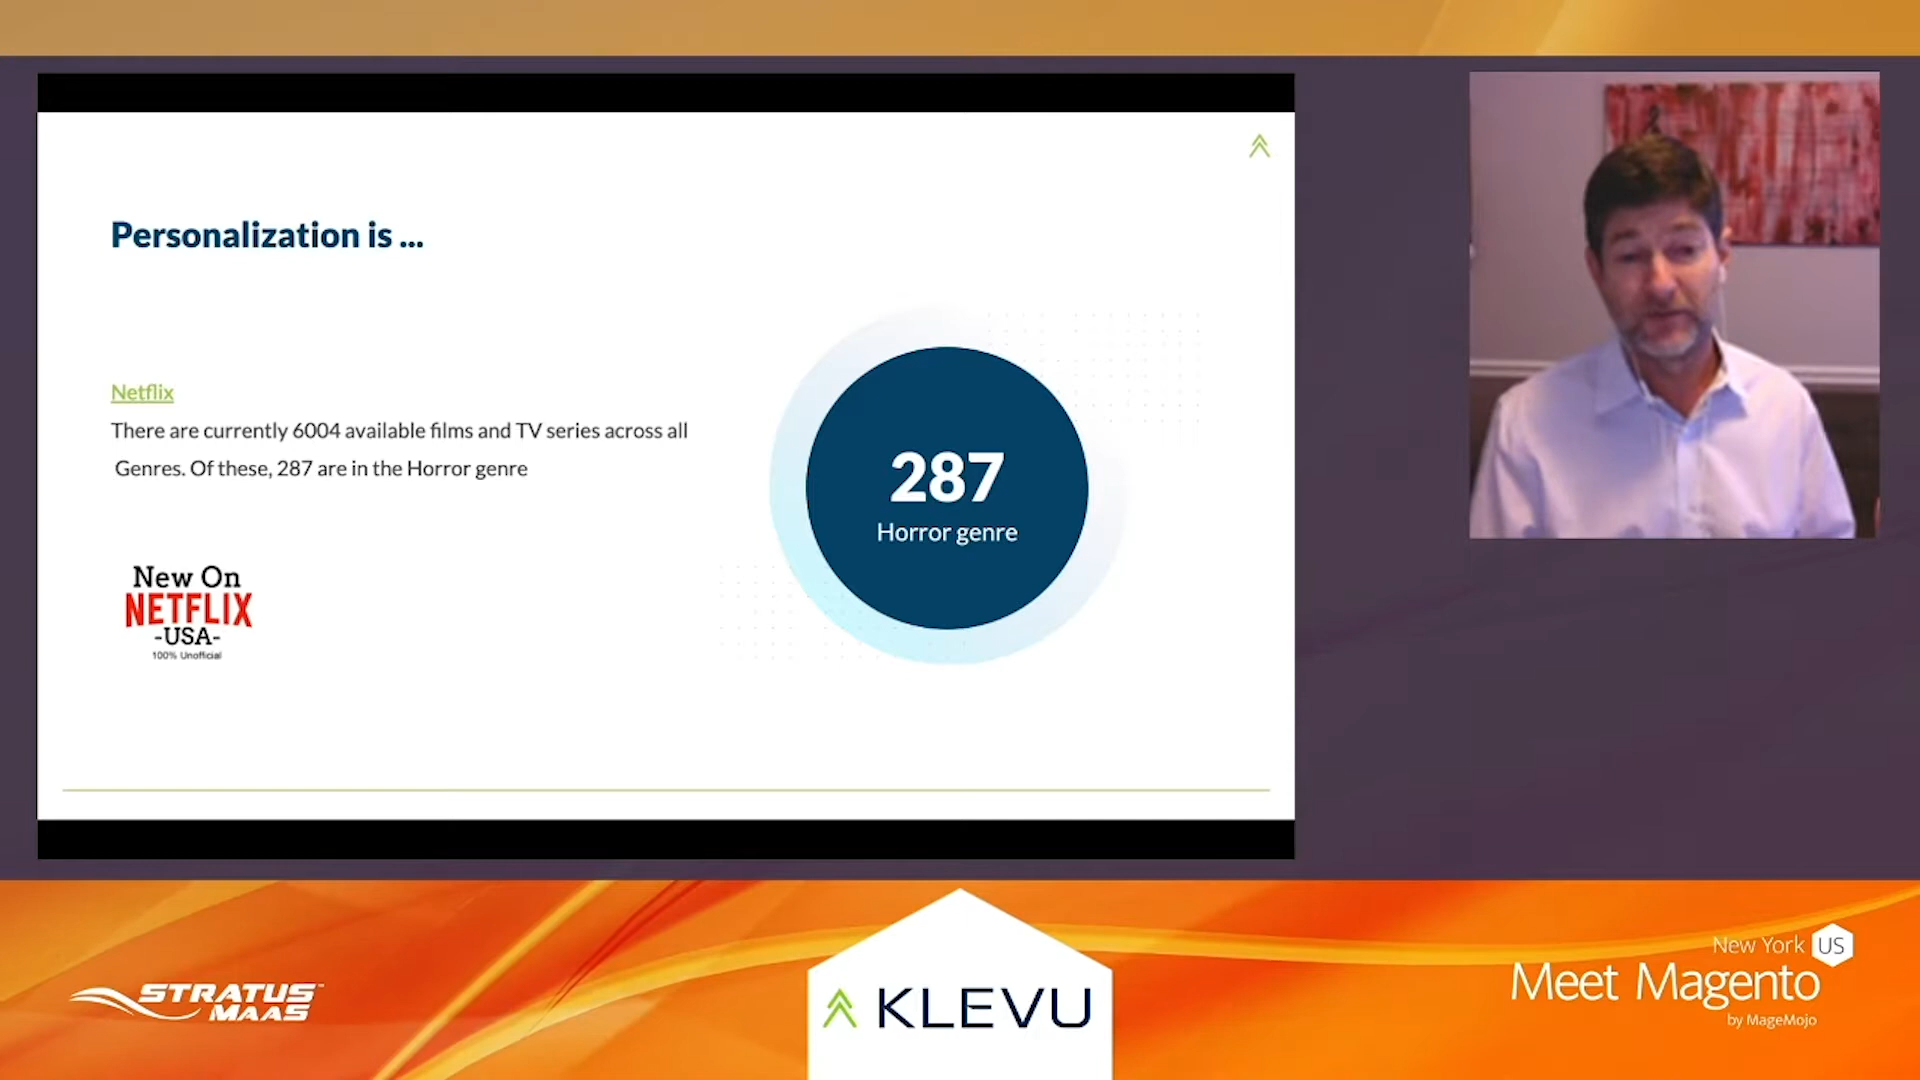 Personalization is ...
Netflix
There are currently 6004 available films and TV series across all
Genres. Of these, 287 are in the Horror genre
287
Horror genre
New On
NETFLIX
-USA-
100% Unofficial
STRATUS™
MAAS
KLEVU
New York US
Meet Magento
by MageMojo